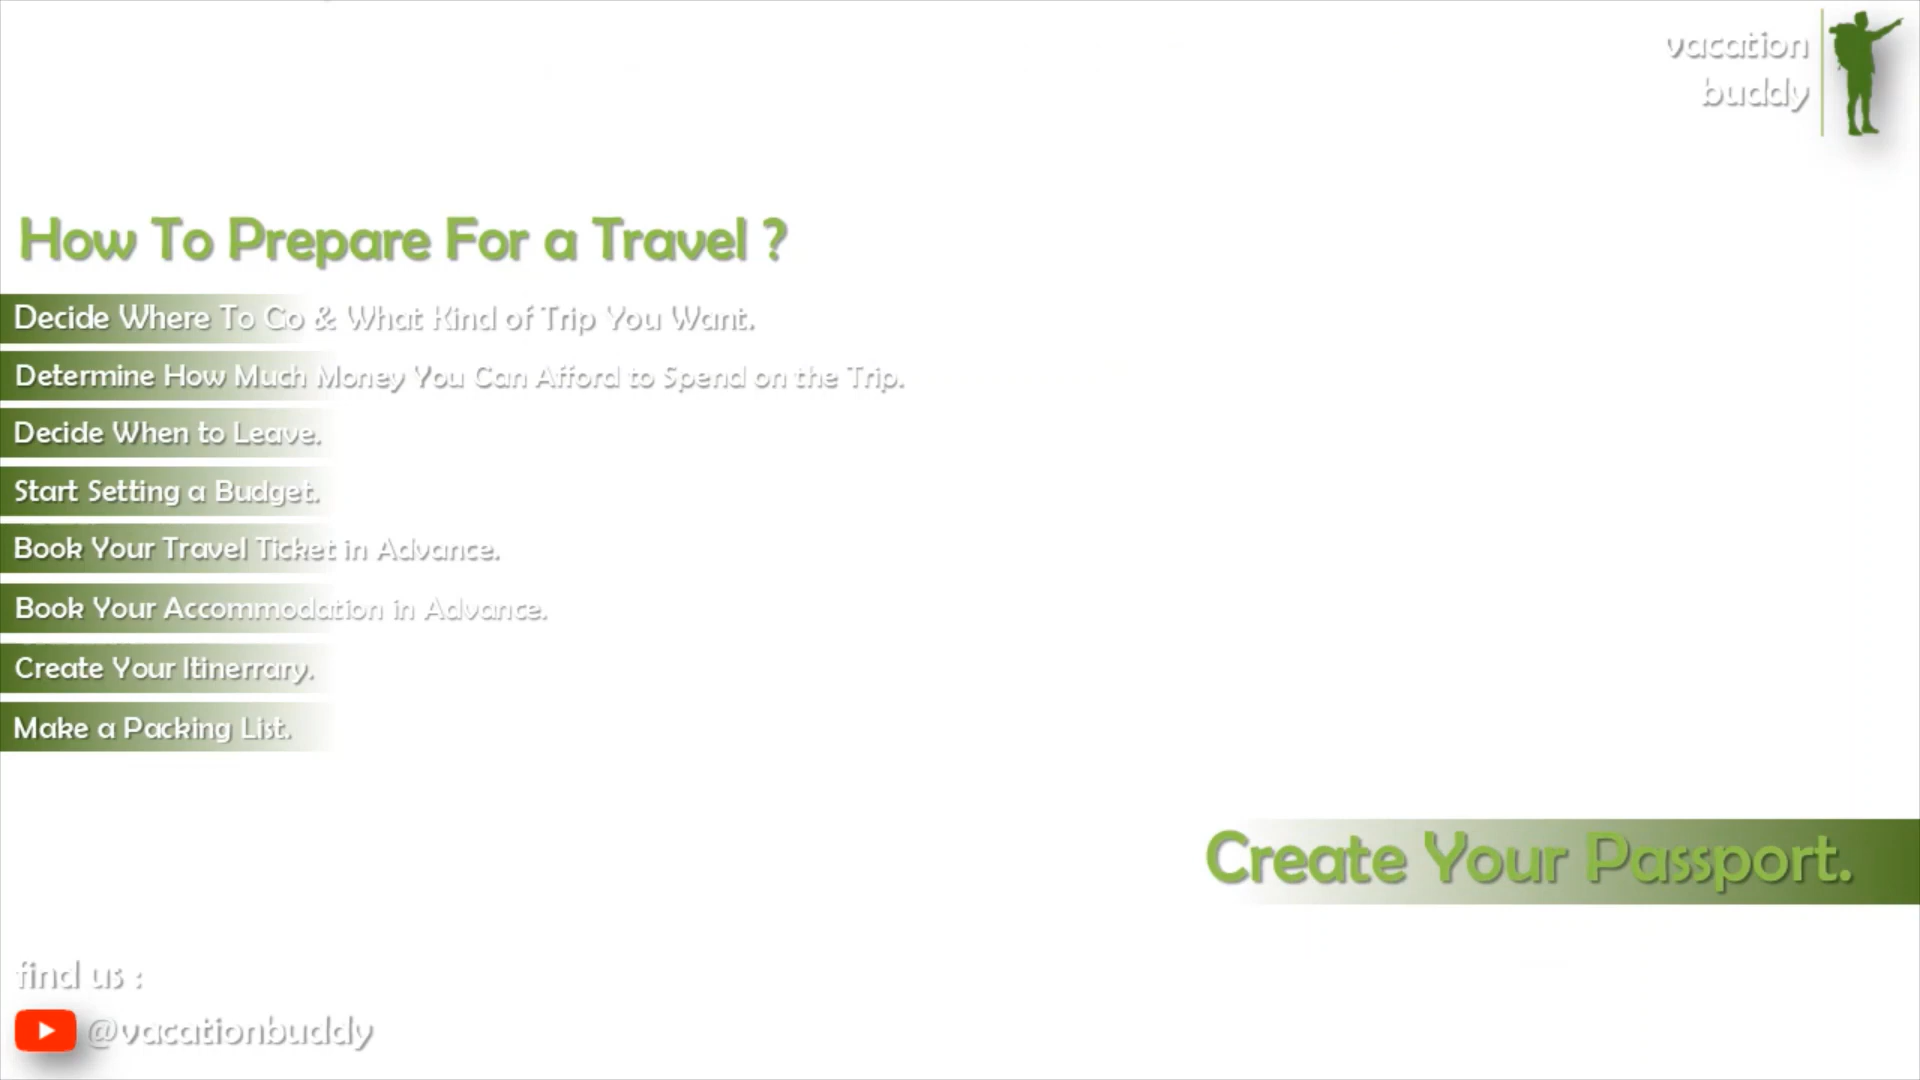 vacation
buddy
How To Prepare For a Travel ?
Decide Where To Go & What Kind of Trip You Want.
Determine How Much Money You Can Afford to Spend on the Trip.
Decide When to Leave.
Start Setting a Budget.
Book Your Travel Ticket in Advance.
Book Your Accommodation in Advance.
Create Your Itinerrary.
Make a Packing List.
Create Your Passport.
find us :
@vacationbuddy